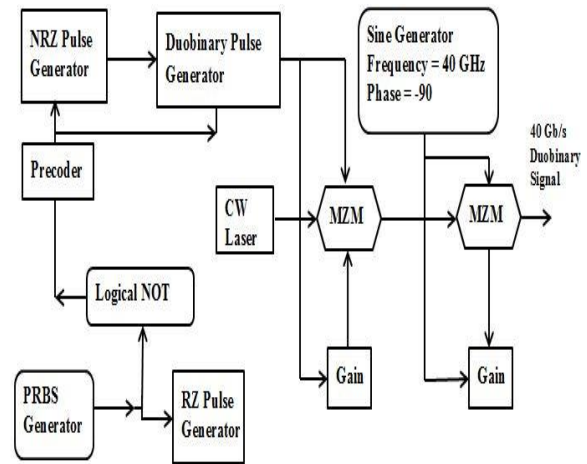 NRZ Pulse
Generator
Duobinary Pulse
Generator
Sine Generator
Frequency = 40 GHz
Phase = -90
40 Gb/s
Duobinary
Signal
Precoder
CW
Laser
MZM
MZM
Logical NOT
Gain
Gain
PRBS
Generator
RZ Pulse
Generator